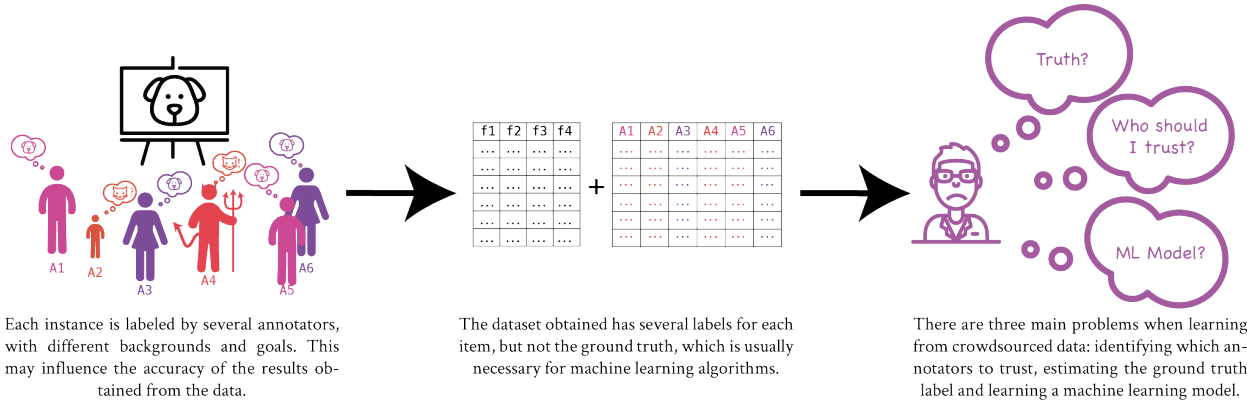 A1
A2
A3
A4
A5
A6
Each instance is labeled by several annotators,
with different backgrounds and goals. This
may influence the accuracy of the results ob-
tained from the data.
f1 f2 f3 f4
... ... ... ...
... ... ... ...
... ... ... ...
... ... ... ...
... ... ... ...
... ... ... ...
+
A1 A2 A3 A4 A5 A6
... ... ... ... ... ...
... ... ... ... ... ...
... ... ... ... ... ...
... ... ... ... ... ...
... ... ... ... ... ...
... ... ... ... ... ...
The dataset obtained has several labels for each
item, but not the ground truth, which is usually
necessary for machine learning algorithms.
Truth?
Who should
I trust?
ML Model?
There are three main problems when learning
from crowdsourced data: identifying which an-
notators to trust, estimating the ground truth
label and learning a machine learning model.